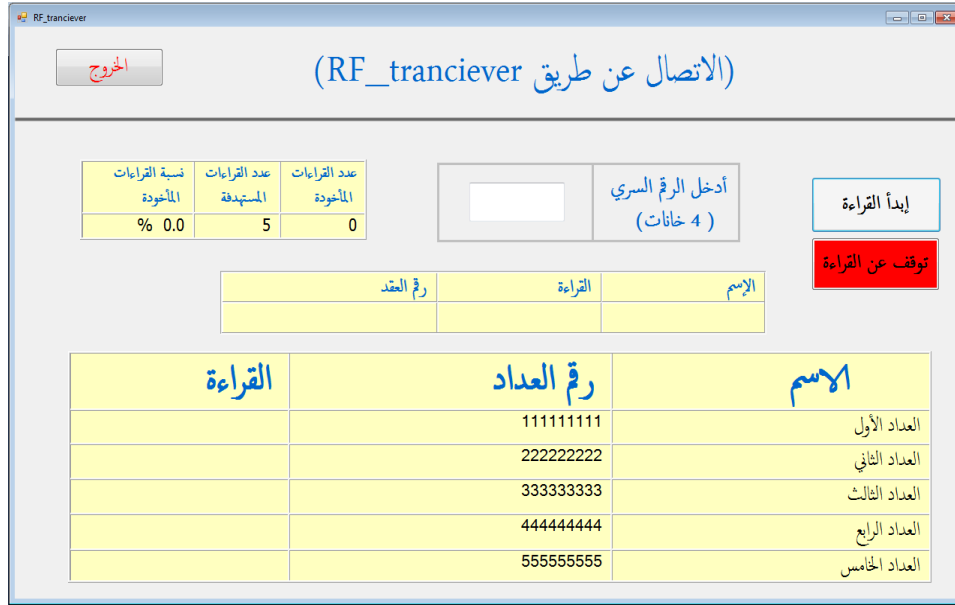 RF_tranciever
(الاتصال عن طريق RF_tranciever)
الخروج
إبدأ القراءة
توقف عن القراءة
أدخل الرقم السري
( 4 خانات)
عدد القراءات المأخودة
عدد القراءات المستهدفة
نسبة القراءات المأخودة
0
5
% 0.0
الإسم القراءة رقم العقد
الاسم رقم العداد القراءة
العداد الأول 111111111
العداد الثاني 222222222
العداد الثالث 333333333
العداد الرابع 444444444
العداد الخامس 555555555